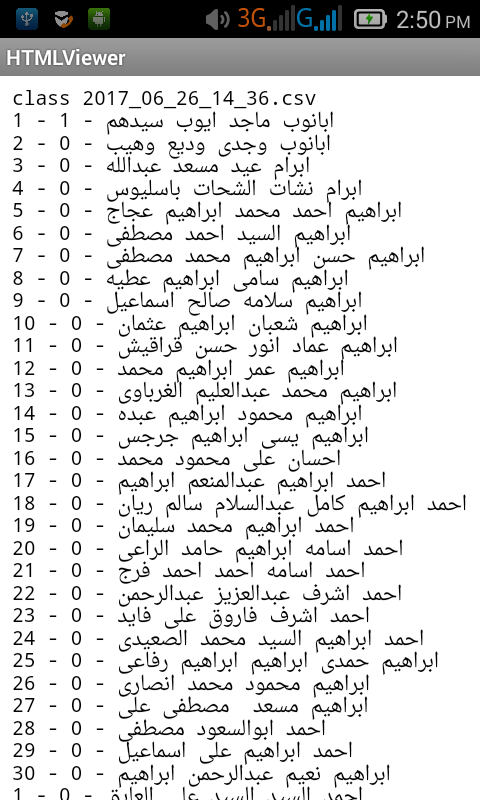 3G G 2:50 PM
HTMLViewer
class 2017_06_26_14_36.csv
1 - 1 - ابانوب ماجد ايوب سيدهم
2 - 0 - ابانوب وجدى وديع وهيب
3 - 0 - ابرام عيد مسعد عبدالله
4 - 0 - ابرام نشات الشحات باسليوس
5 - 0 - ابراهيم احمد محمد ابراهيم عجاج
6 - 0 - ابراهيم السيد احمد مصطفى
7 - 0 - ابراهيم حسن ابراهيم محمد مصطفى
8 - 0 - ابراهيم سامى ابراهيم عطيه
9 - 0 - ابراهيم سلامه صالح اسماعيل
10 - 0 - ابراهيم شعبان ابراهيم عثمان
11 - 0 - ابراهيم عماد انور حسن قراقيش
12 - 0 - ابراهيم عمر ابراهيم محمد
13 - 0 - ابراهيم محمد عبدالعليم الغرباوى
14 - 0 - ابراهيم محمود ابراهيم عبده
15 - 0 - ابراهيم يسى ابراهيم جرجس
16 - 0 - احسان على محمود محمد
17 - 0 - احمد ابراهيم عبدالمنعم ابراهيم
18 - 0 - احمد ابراهيم كامل عبدالسلام سالم ريان
19 - 0 - احمد ابراهيم محمد سليمان
20 - 0 - احمد اسامه ابراهيم حامد الراعى
21 - 0 - احمد اسامه احمد احمد فرج
22 - 0 - احمد اشرف عبدالعزيز عبدالرحمن
23 - 0 - احمد اشرف فاروق على فايد
24 - 0 - احمد ابراهيم السيد محمد الصعيدى
25 - 0 - ابراهيم حمدى ابراهيم ابراهيم رفاعى
26 - 0 - ابراهيم محمود محمد انصارى
27 - 0 - ابراهيم مسعد  مصطفى على
28 - 0 - احمد ابوالسعود مصطفى
29 - 0 - احمد ابراهيم على اسماعيل
30 - 0 - ابراهيم نعيم عبدالرحمن ابراهيم
1 - 0 - احمد السيد السيد على